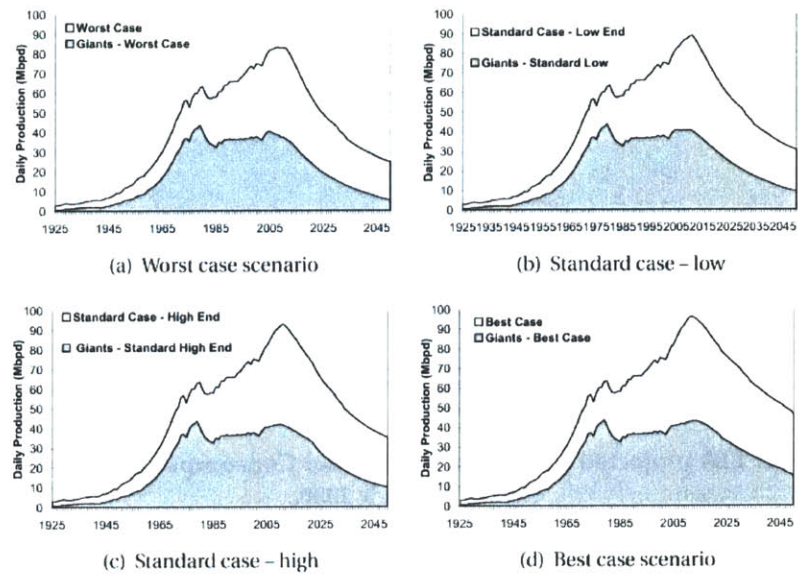 Daily Production (Mbpd)
100
90
80
70
60
50
40
30
20
10
0
Worst Case
Giants - Worst Case
1925 1945 1965 1985 2005 2025 2045
(a) Worst case scenario
Daily Production (Mbpd)
100
90
80
70
60
50
40
30
20
10
0
Standard Case - Low End
Giants - Standard Low
1925193519451955196519751985199520052015202520352045
(b) Standard case – low
Daily Production (Mbpd)
100
90
80
70
60
50
40
30
20
10
0
Standard Case - High End
Giants - Standard High End
1925 1945 1965 1985 2005 2025 2045
(c) Standard case – high
Daily Production (Mbpd)
100
90
80
70
60
50
40
30
20
10
0
Best Case
Giants - Best Case
1925 1945 1965 1985 2005 2025 2045
(d) Best case scenario